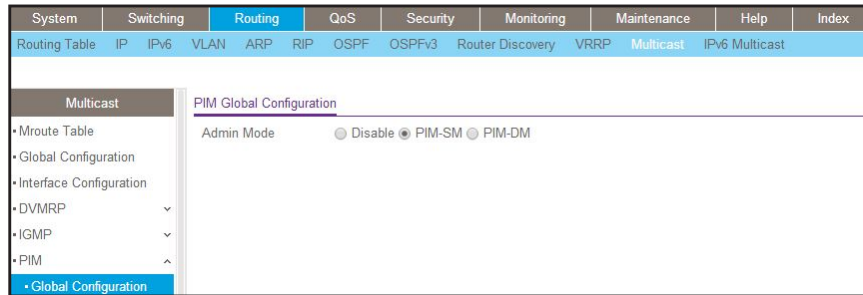 System Switching Routing QoS Security Monitoring Maintenance Help Index
Routing Table IP IPv6 VLAN ARP RIP OSPF OSPFv3 Router Discovery VRRP Multicast IPv6 Multicast
Multicast
PIM Global Configuration
Mroute Table
Admin Mode Disable PIM-SM PIM-DM
Global Configuration
Interface Configuration
DVMRP
IGMP
PIM
Global Configuration